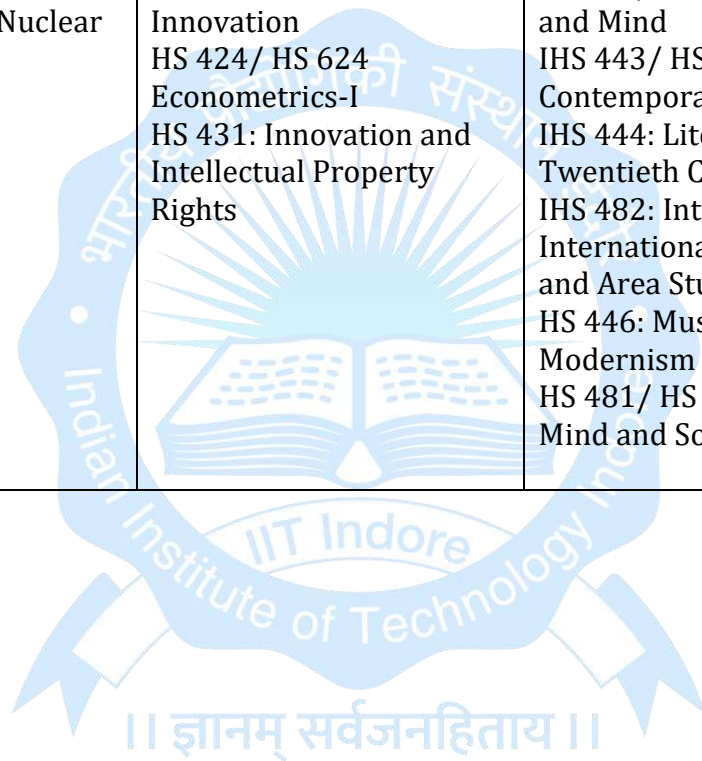 Nuclear
Innovation
HS 424/ HS 624
Econometrics-I
HS 431: Innovation and
Intellectual Property
Rights
and Mind
IHS 443/ HS
Contempora
IHS 444: Lit
Twentieth C
IHS 482: Int
Internationa
and Area Stu
HS 446: Mus
Modernism
HS 481/ HS
Mind and So
भारतीय प्रौद्योगिकी संस्थान इंदौर
Indian Institute of Technology Indore
IIT Indore
।। ज्ञानम् सर्वजनहिताय ।।